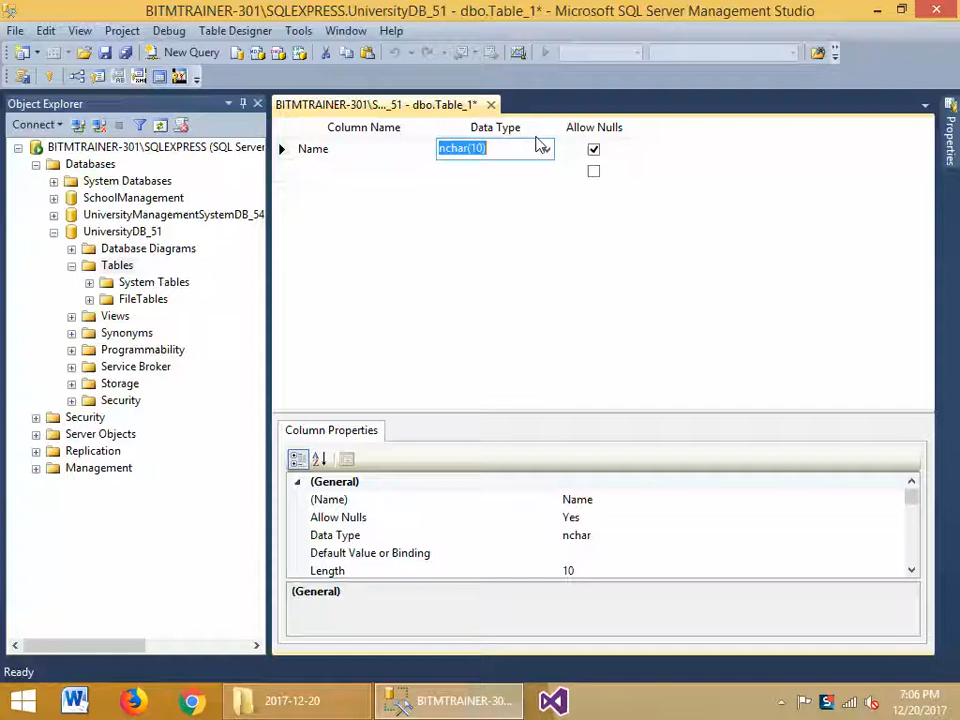 BITMTRAINER-301\SQLEXPRESS.UniversityDB_51 - dbo.Table_1* - Microsoft SQL Server Management Studio
File Edit View Project Debug Table Designer Tools Window Help
New Query
Object Explorer
BITMTRAINER-301\S..._51 - dbo.Table_1*
Connect
Column Name Data Type Allow Nulls
Name nchar(10)
BITMTRAINER-301\SQLEXPRESS (SQL Server
Databases
System Databases
SchoolManagement
UniversityManagementSystemDB_54
UniversityDB_51
Database Diagrams
Tables
System Tables
FileTables
Views
Synonyms
Programmability
Service Broker
Storage
Security
Security
Server Objects
Replication
Management
Properties
Column Properties
(General)
(Name) Name
Allow Nulls Yes
Data Type nchar
Default Value or Binding
Length 10
(General)
Ready
2017-12-20
BITMTRAINER-30...
7:06 PM
12/20/2017